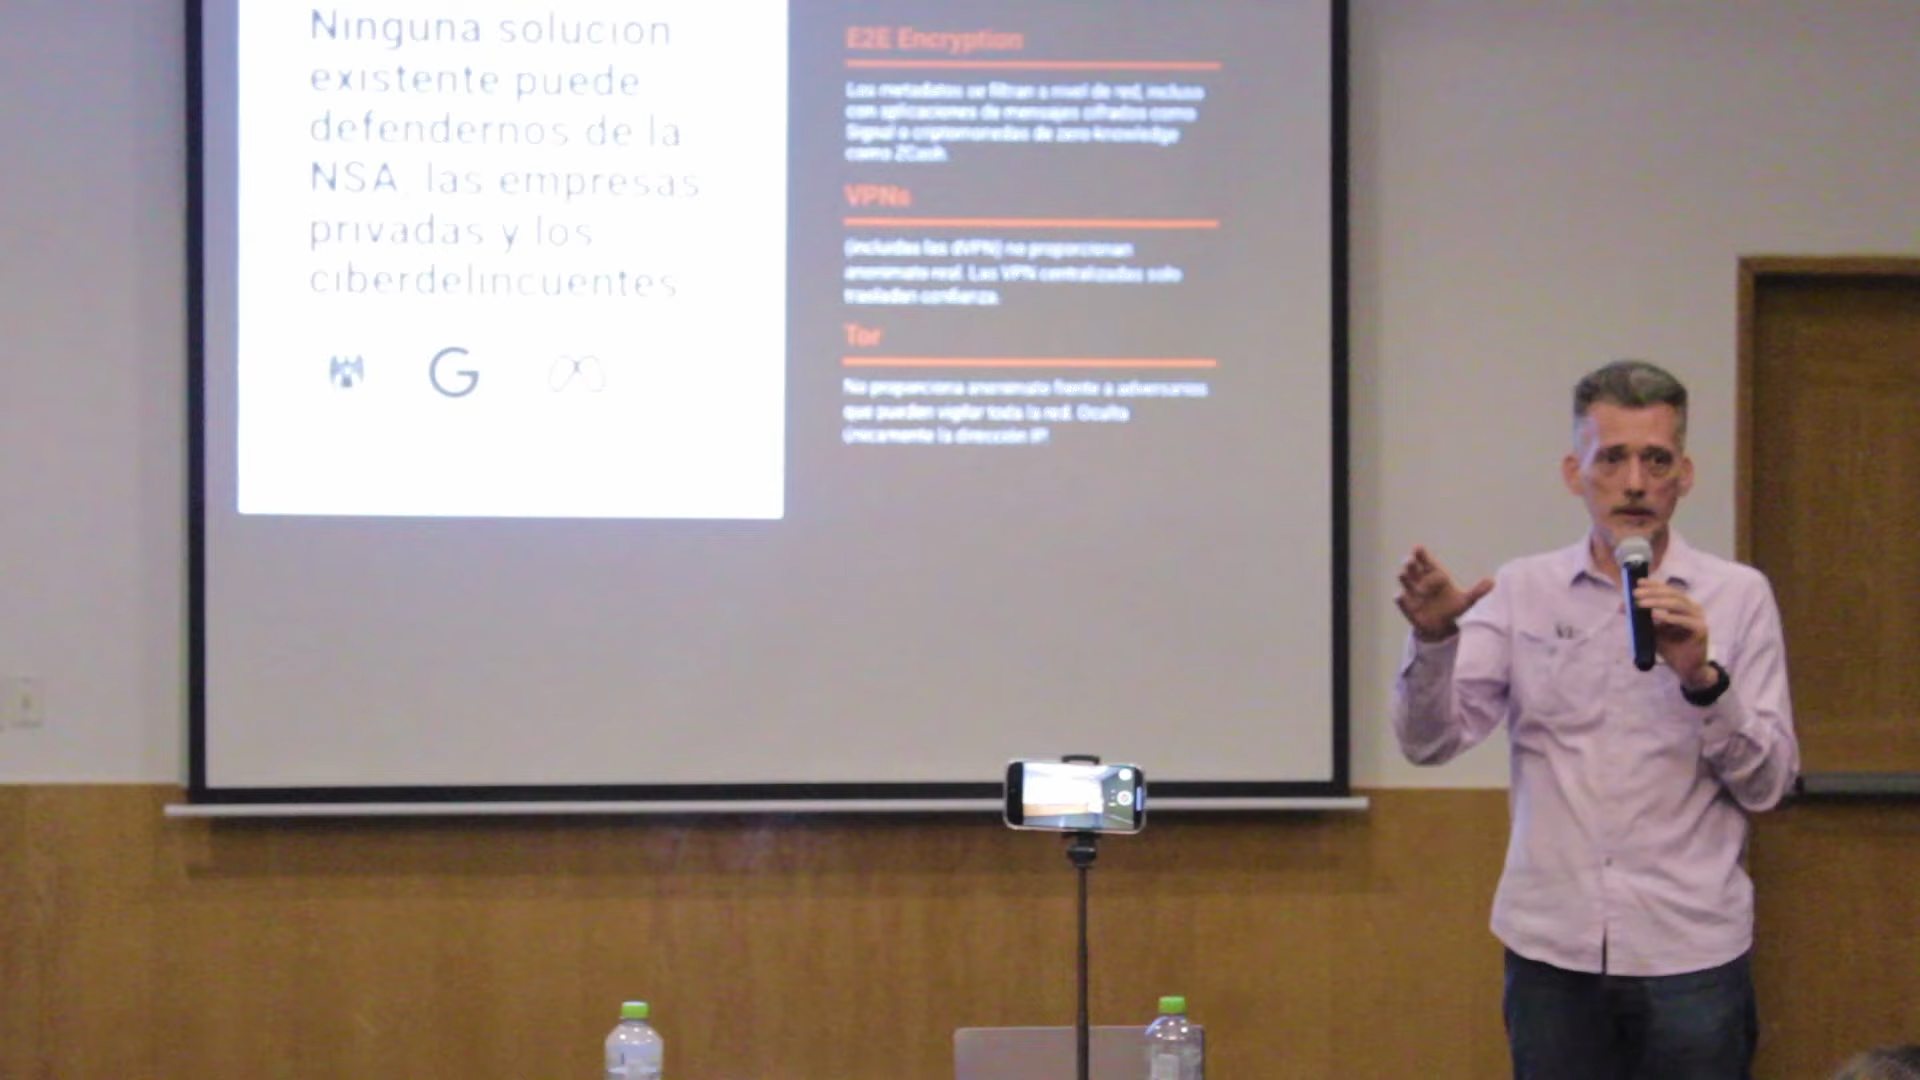 Ninguna solución
existente puede
defendernos de la
NSA, las empresas
privadas y los
ciberdelincuentes
G
E2E Encryption
Los metadatos se filtran a nivel de red, incluso
con aplicaciones de mensajes cifrados como
Signal o criptomonedas de zero-knowledge
como ZCash.
VPNs
(incluidas las dVPN) no proporcionan
anonimato real. Las VPN centralizadas solo
trasladan confianza.
Tor
No proporciona anonimato frente a adversarios
que pueden vigilar toda la red. Oculta
únicamente la dirección IP.